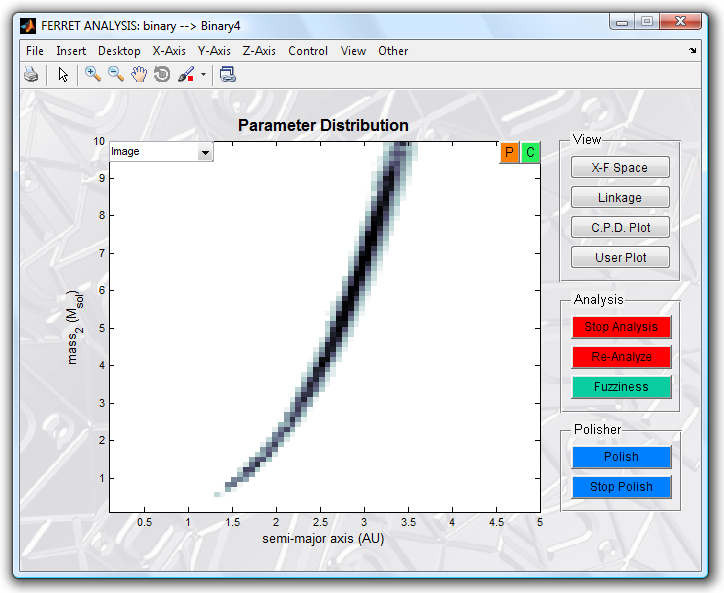 FERRET ANALYSIS: binary --> Binary4
File Insert Desktop X-Axis Y-Axis Z-Axis Control View Other
Parameter Distribution
Image
P C
10
9
8
7
6
5
4
3
2
1
mass2 (Msol)
0.5 1 1.5 2 2.5 3 3.5 4 4.5 5
semi-major axis (AU)
View
X-F Space
Linkage
C.P.D. Plot
User Plot
Analysis
Stop Analysis
Re-Analyze
Fuzziness
Polisher
Polish
Stop Polish